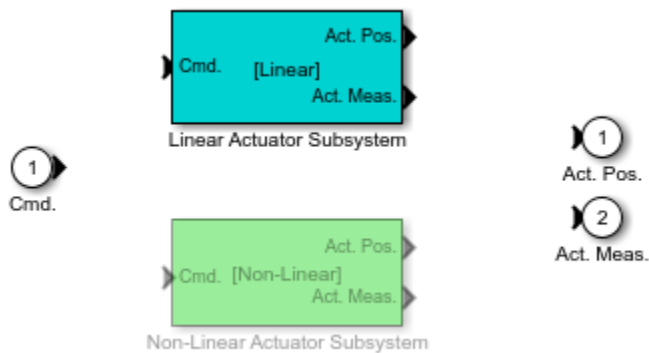 Act. Pos.
Cmd. [Linear]
Act. Meas.
Linear Actuator Subsystem
1
Cmd.
1
Act. Pos.
2
Act. Meas.
Act. Pos.
Cmd. [Non-Linear]
Act. Meas.
Non-Linear Actuator Subsystem